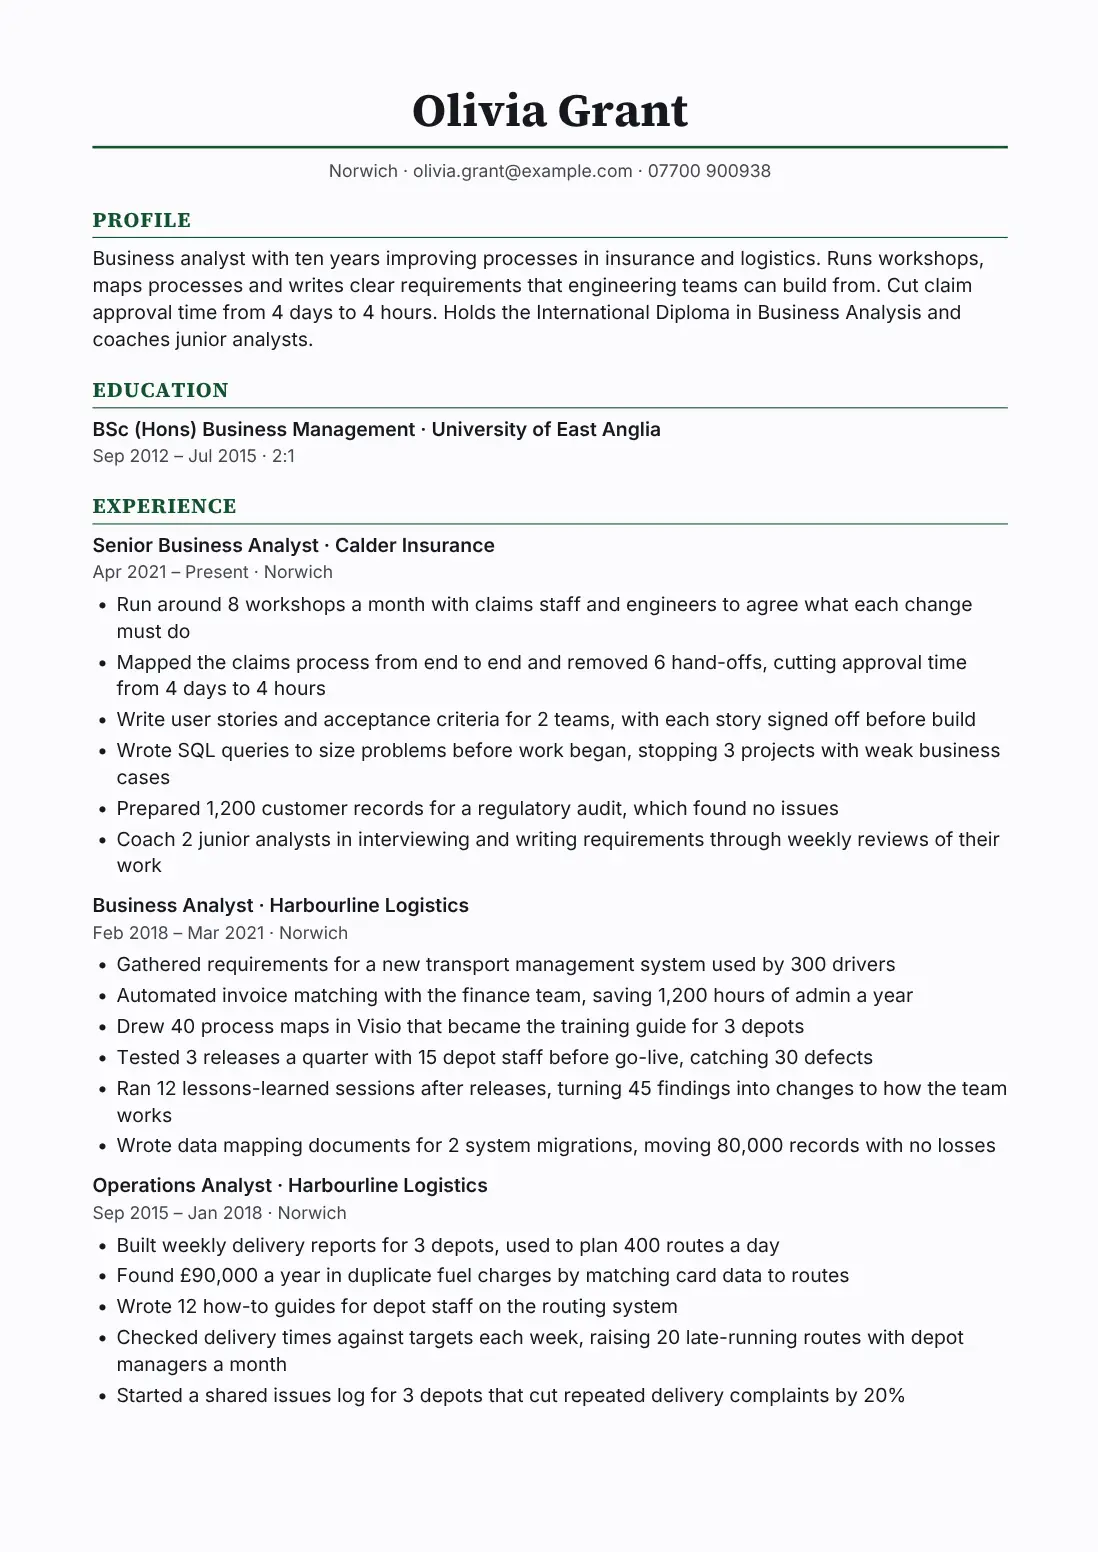 Olivia Grant
Norwich · olivia.grant@example.com · 07700 900938
PROFILE
Business analyst with ten years improving processes in insurance and logistics. Runs workshops,
maps processes and writes clear requirements that engineering teams can build from. Cut claim
approval time from 4 days to 4 hours. Holds the International Diploma in Business Analysis and
coaches junior analysts.
EDUCATION
BSc (Hons) Business Management · University of East Anglia
Sep 2012 – Jul 2015 · 2:1
EXPERIENCE
Senior Business Analyst · Calder Insurance
Apr 2021 – Present · Norwich
• Run around 8 workshops a month with claims staff and engineers to agree what each change
must do
• Mapped the claims process from end to end and removed 6 hand-offs, cutting approval time
from 4 days to 4 hours
• Write user stories and acceptance criteria for 2 teams, with each story signed off before build
• Wrote SQL queries to size problems before work began, stopping 3 projects with weak business
cases
• Prepared 1,200 customer records for a regulatory audit, which found no issues
• Coach 2 junior analysts in interviewing and writing requirements through weekly reviews of their
work
Business Analyst · Harbourline Logistics
Feb 2018 – Mar 2021 · Norwich
• Gathered requirements for a new transport management system used by 300 drivers
• Automated invoice matching with the finance team, saving 1,200 hours of admin a year
• Drew 40 process maps in Visio that became the training guide for 3 depots
• Tested 3 releases a quarter with 15 depot staff before go-live, catching 30 defects
• Ran 12 lessons-learned sessions after releases, turning 45 findings into changes to how the team
works
• Wrote data mapping documents for 2 system migrations, moving 80,000 records with no losses
Operations Analyst · Harbourline Logistics
Sep 2015 – Jan 2018 · Norwich
• Built weekly delivery reports for 3 depots, used to plan 400 routes a day
• Found £90,000 a year in duplicate fuel charges by matching card data to routes
• Wrote 12 how-to guides for depot staff on the routing system
• Checked delivery times against targets each week, raising 20 late-running routes with depot
managers a month
• Started a shared issues log for 3 depots that cut repeated delivery complaints by 20%